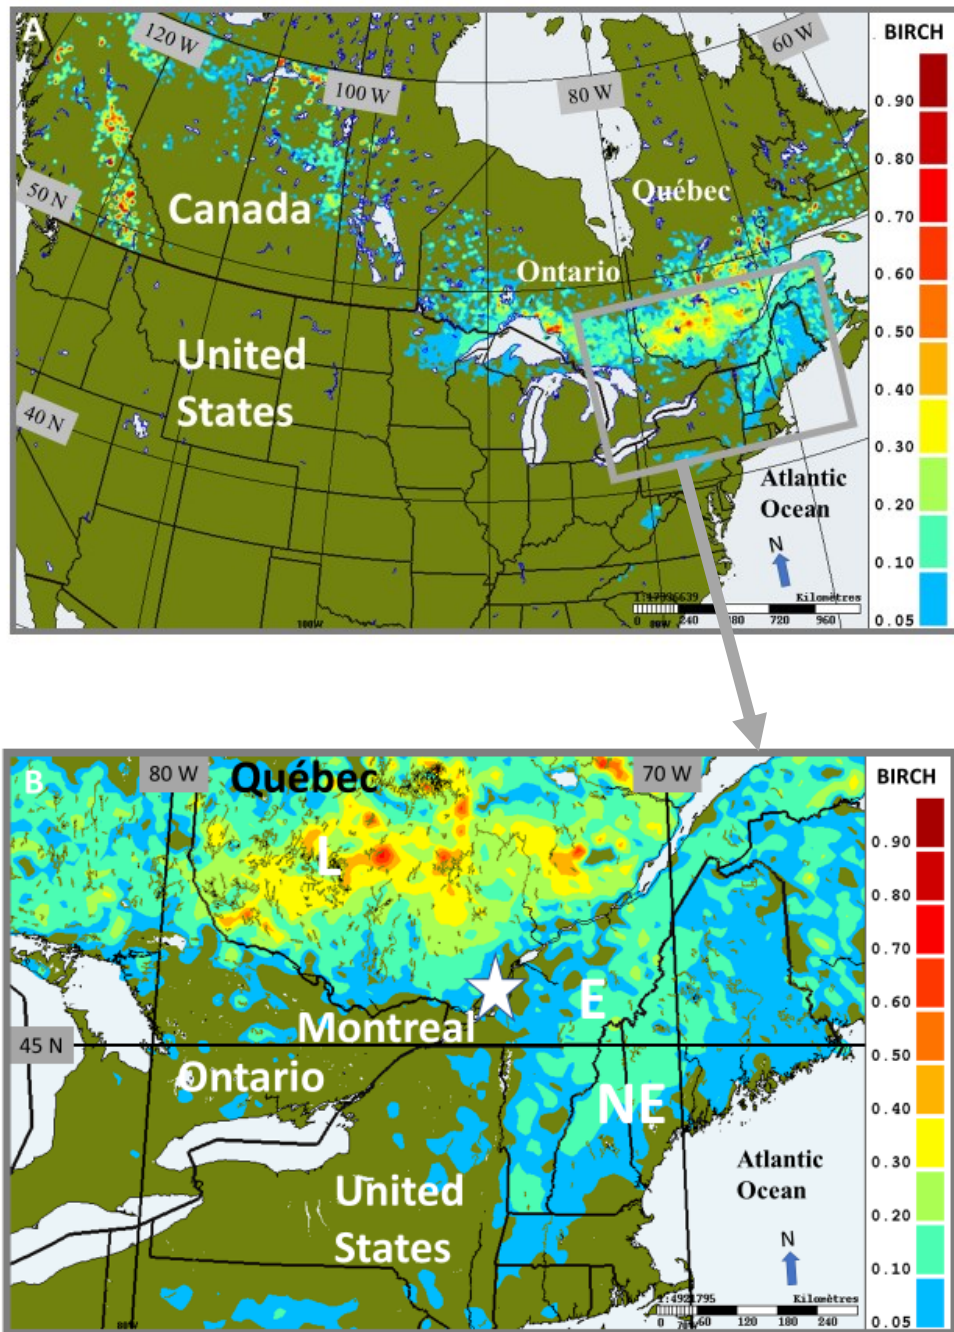 A
120 W
60 W
BIRCH
100 W
80 W
0.90
0.80
Québec
50 N
Canada
0.70
Ontario
0.60
United
States
0.50
0.40
40 N
0.30
Atlantic
Ocean
0.20
N
0.10
Kilomètres
100W
0 240 720 960
0.05
B
80 W
Québec
70 W
BIRCH
0.90
L
0.80
0.70
E
0.60
Montreal
45 N
0.50
Ontario
NE
0.40
0.30
Atlantic
Ocean
United
States
0.20
N
0.10
1:4921795 Kilomètres
0 60 120 180 240
0.05
80W